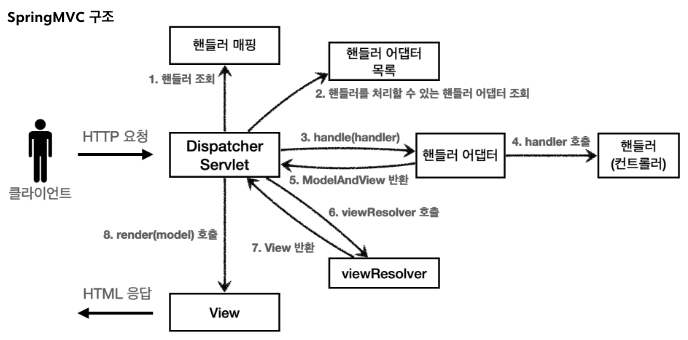 SpringMVC 구조
핸들러 매핑
핸들러 어댑터
목록
1. 핸들러 조회
2. 핸들러를 처리할 수 있는 핸들러 어댑터 조회
HTTP 요청
Dispatcher
Servlet
3. handle(handler)
핸들러 어댑터
4. handler 호출
핸들러
(컨트롤러)
클라이언트
5. ModelAndView 반환
6. viewResolver 호출
8. render(model) 호출
7. View 반환
viewResolver
HTML 응답
View